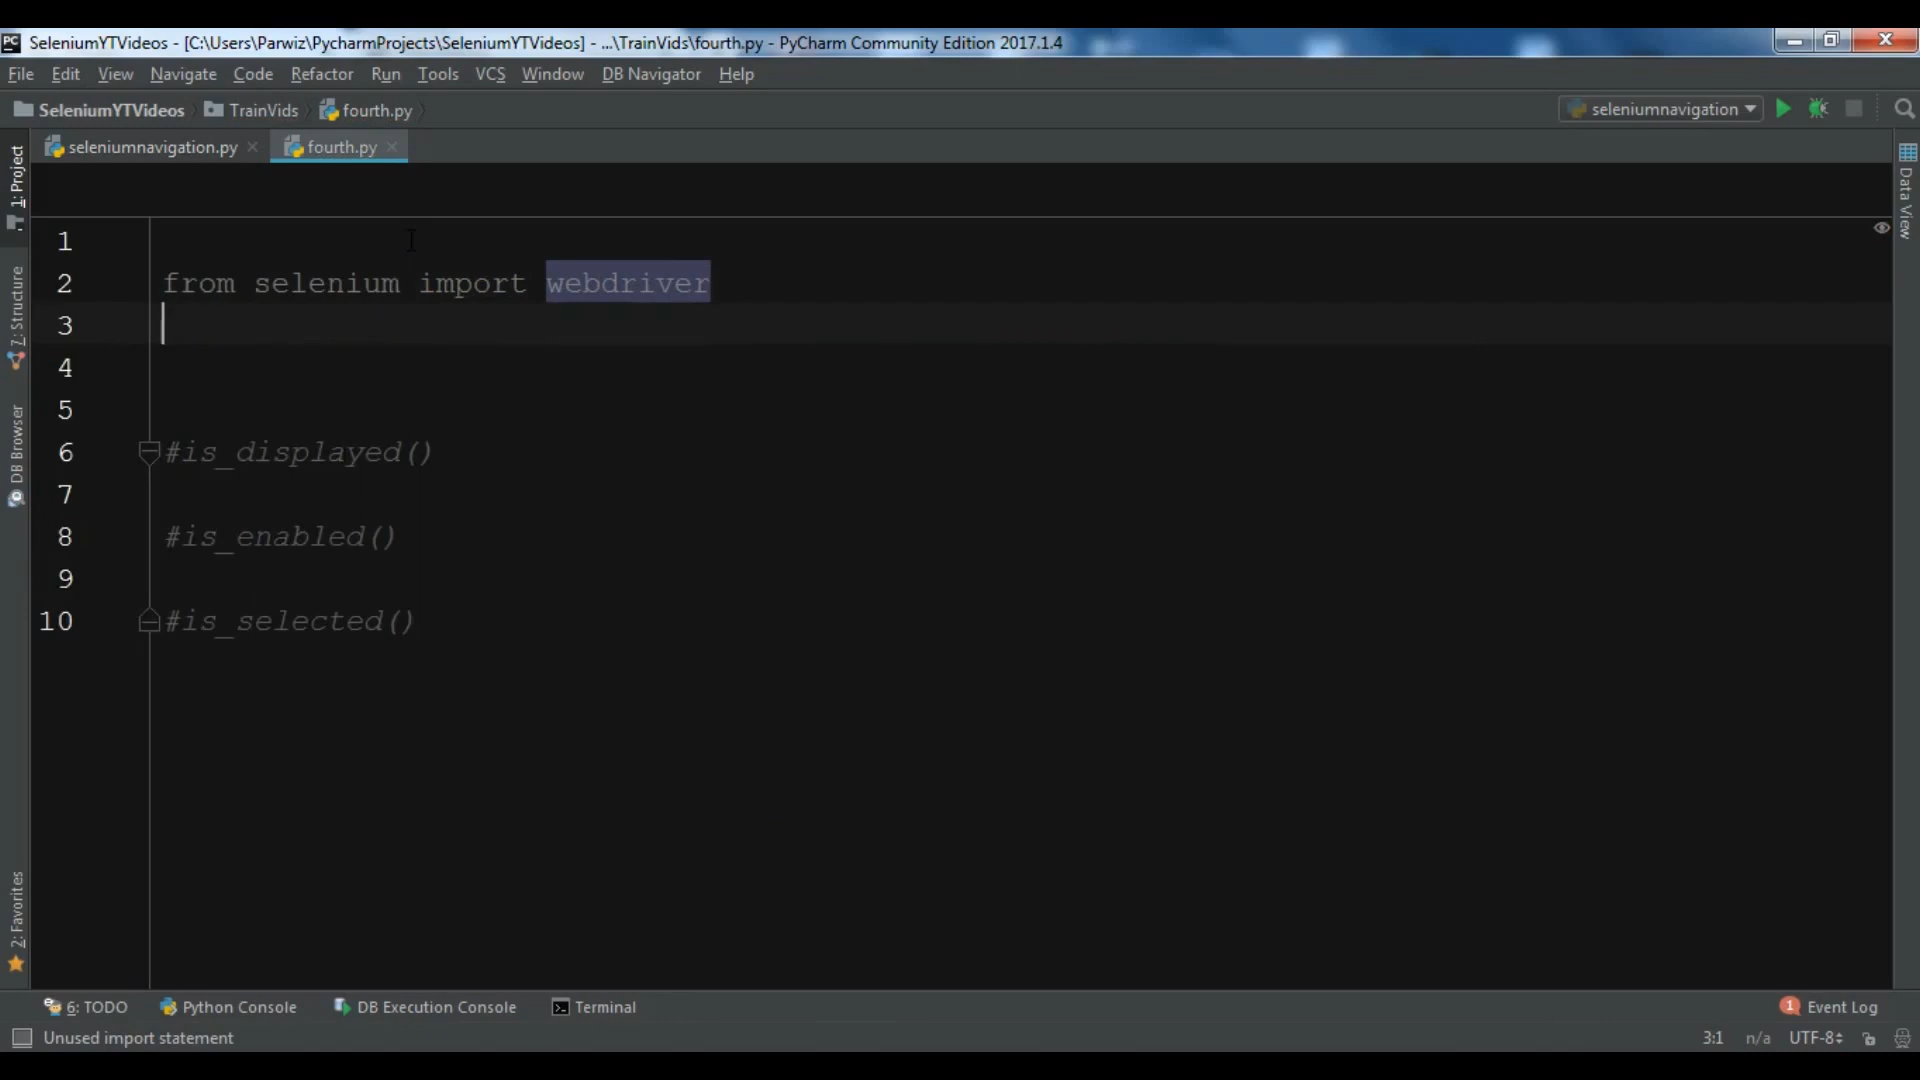 SeleniumYTVideos - [C:\Users\Parwiz\PycharmProjects\SeleniumYTVideos] - ...\TrainVids\fourth.py - PyCharm Community Edition 2017.1.4
File Edit View Navigate Code Refactor Run Tools VCS Window DB Navigator Help
SeleniumYTVideos TrainVids fourth.py seleniumnavigation
seleniumnavigation.py fourth.py
1: Project
7: Structure
DB Browser
2: Favorites
Data View
1
2 from selenium import webdriver
3
4
5
6 #is_displayed()
7
8 #is_enabled()
9
10 #is_selected()
6: TODO Python Console DB Execution Console Terminal 1 Event Log
Unused import statement 3:1 n/a UTF-8